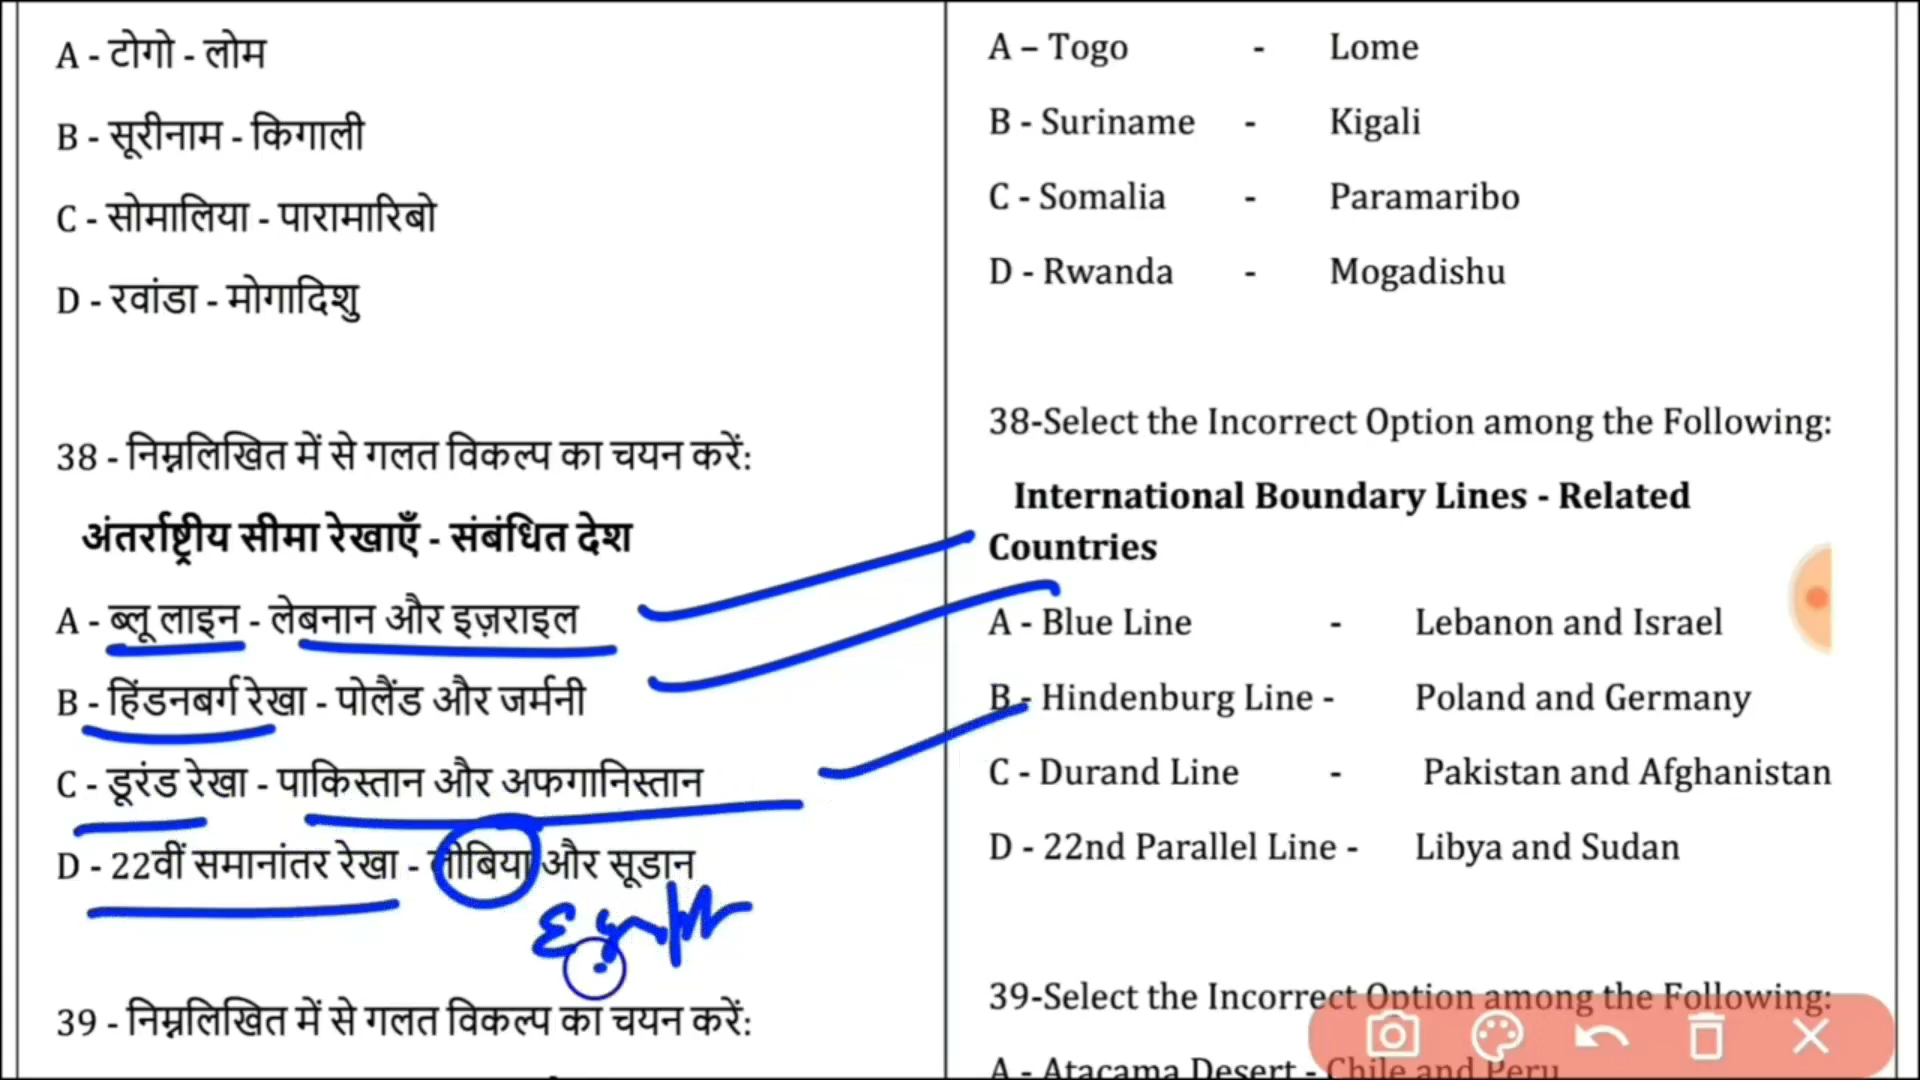 A - टोगो - लोम
B - सूरीनाम - किगाली
C - सोमालिया - पारामारिबो
D - रवांडा - मोगादिशु
38 - निम्नलिखित में से गलत विकल्प का चयन करें:
अंतर्राष्ट्रीय सीमा रेखाएँ - संबंधित देश
A - ब्लू लाइन - लेबनान और इज़राइल
B - हिंडनबर्ग रेखा - पोलैंड और जर्मनी
C - डूरंड रेखा - पाकिस्तान और अफगानिस्तान
D - 22वीं समानांतर रेखा - लीबिया और सूडान
39 - निम्नलिखित में से गलत विकल्प का चयन करें:
A – Togo - Lome
B - Suriname - Kigali
C - Somalia - Paramaribo
D - Rwanda - Mogadishu
38-Select the Incorrect Option among the Following:
International Boundary Lines - Related
Countries
A - Blue Line - Lebanon and Israel
B - Hindenburg Line - Poland and Germany
C - Durand Line - Pakistan and Afghanistan
D - 22nd Parallel Line - Libya and Sudan
39-Select the Incorrect Option among the Following:
A - Atacama Desert - Chile and Peru